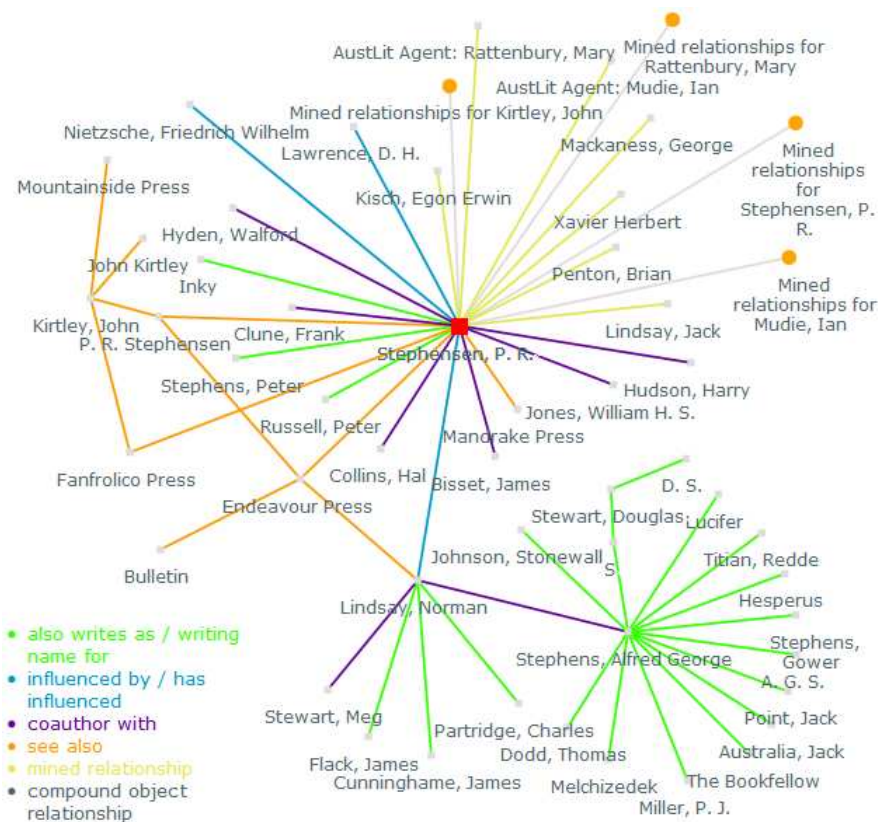 AustLit Agent: Rattenbury, Mary
Mined relationships for
Rattenbury, Mary
AustLit Agent: Mudie, Ian
Mined relationships for Kirtley, John
Nietzsche, Friedrich Wilhelm
Lawrence, D. H.
Mackaness, George
Mined
relationships
for
Stephensen, P.
R.
Mountainside Press
Kisch, Egon Erwin
Xavier Herbert
Hyden, Walford
John Kirtley
Penton, Brian
Inky
Mined
relationships for
Mudie, Ian
Kirtley, John
Clune, Frank
Lindsay, Jack
P. R. Stephensen
Stephensen, P. R.
Stephens, Peter
Hudson, Harry
Jones, William H. S.
Russell, Peter
Mandrake Press
Fanfrolico Press
Collins, Hal
Bisset, James
D. S.
Endeavour Press
Stewart, Douglas
Lucifer
Johnson, Stonewall
Titian, Redde
Bulletin
S
Hesperus
Lindsay, Norman
Stephens,
Gower
Stephens, Alfred George
A. G. S.
Stewart, Meg
Partridge, Charles
Point, Jack
Flack, James
Dodd, Thomas
Australia, Jack
Cunninghame, James
Melchizedek
The Bookfellow
Miller, P. J.
also writes as / writing
name for
influenced by / has
influenced
coauthor with
see also
mined relationship
compound object
relationship